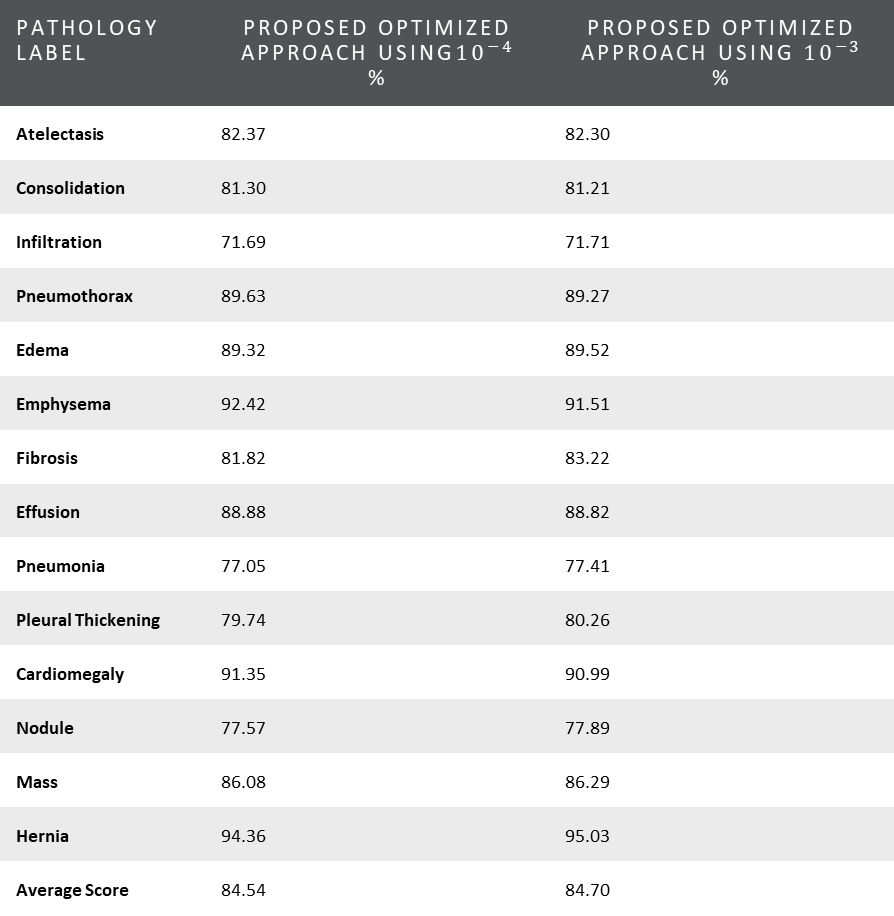 PATHOLOGY LABEL PROPOSED OPTIMIZED APPROACH USING10⁻⁴ % PROPOSED OPTIMIZED APPROACH USING 10⁻³ %
Atelectasis 82.37 82.30
Consolidation 81.30 81.21
Infiltration 71.69 71.71
Pneumothorax 89.63 89.27
Edema 89.32 89.52
Emphysema 92.42 91.51
Fibrosis 81.82 83.22
Effusion 88.88 88.82
Pneumonia 77.05 77.41
Pleural Thickening 79.74 80.26
Cardiomegaly 91.35 90.99
Nodule 77.57 77.89
Mass 86.08 86.29
Hernia 94.36 95.03
Average Score 84.54 84.70